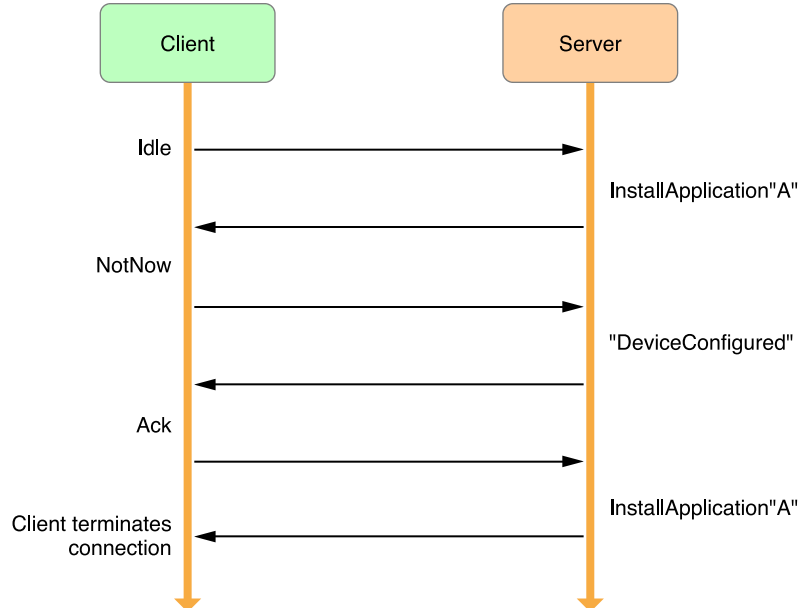 Client
Server
Idle
InstallApplication"A"
NotNow
"DeviceConfigured"
Ack
InstallApplication"A"
Client terminates
connection